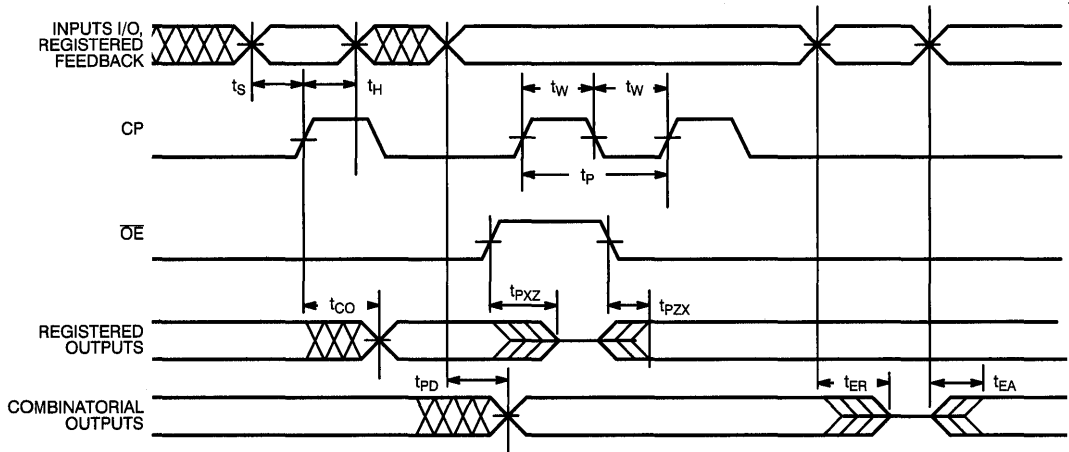 INPUTS I/O,
REGISTERED
FEEDBACK
tS
tH
tW
tW
CP
tP
OE
tCO
tPXZ
tPZX
REGISTERED
OUTPUTS
tPD
tER
tEA
COMBINATORIAL
OUTPUTS